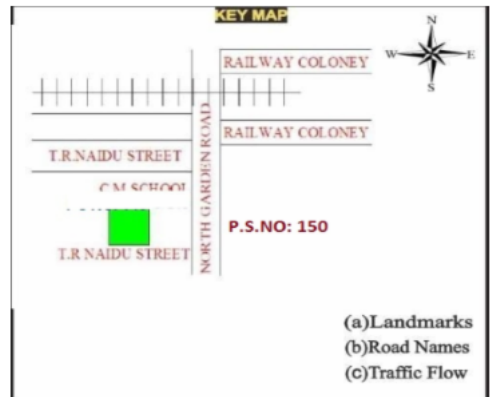 KEY MAP
N
W E
S
RAILWAY COLONEY
RAILWAY COLONEY
T.R.NAIDU STREET
C.M SCHOOL
NORTH GARDEN ROAD
P.S.NO: 150
T.R NAIDU STREET
(a)Landmarks
(b)Road Names
(c)Traffic Flow